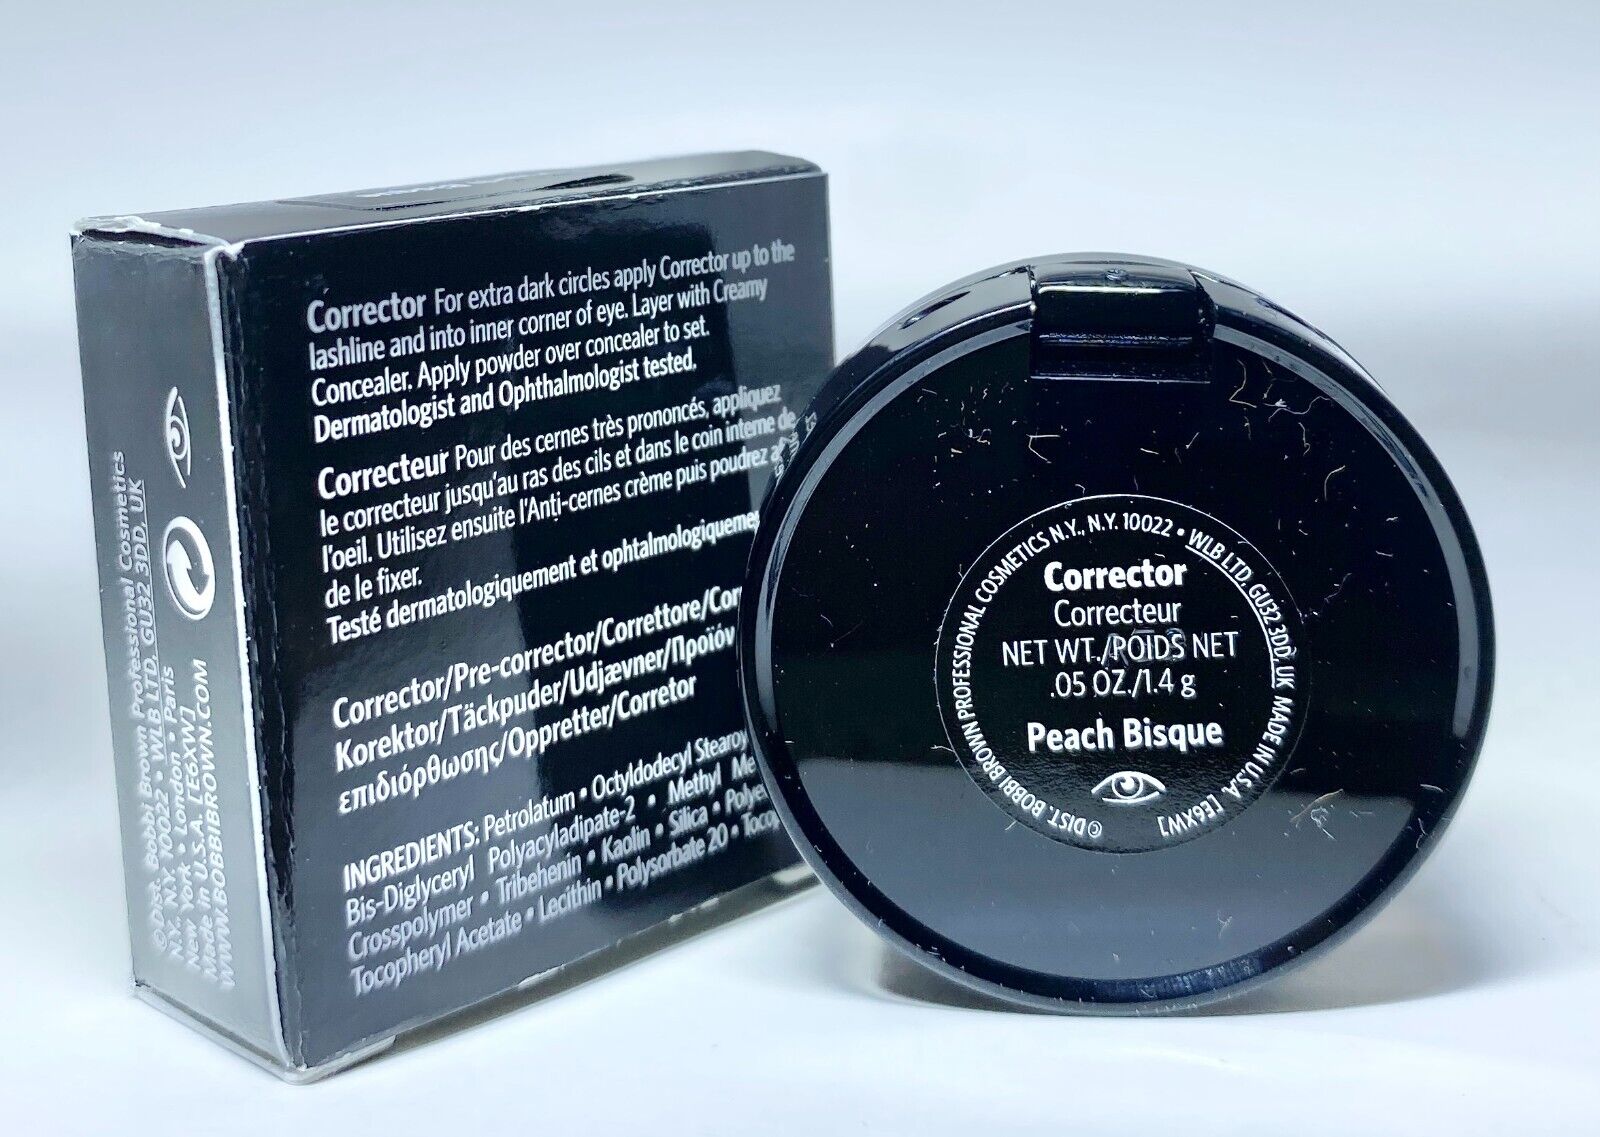 Corrector For extra dark circles apply Corrector up to the
lashline and into inner corner of eye. Layer with Creamy
Concealer. Apply powder over concealer to set.
Dermatologist and Ophthalmologist tested.
Correcteur Pour des cernes très prononcés, appliquez
le correcteur jusqu'au ras des cils et dans le coin interne de
l'oeil. Utilisez ensuite l'Anti-cernes crème puis poudrez
de le fixer.
Testé dermatologiquement et
Corrector/Pre-corrector/Correttore/
Korektor/Täckpuder/Udjævner/Προϊόν
επιδιόρθωσης/Oppretter/Corretor
INGREDIENTS: Petrolatum • Octyldodecyl
Bis-Diglyceryl Polyacyladipate-2 • Methyl
Crosspolymer • Tribehenin • Kaolin • Silica •
Tocopheryl Acetate • Lecithin • Polysorbate 20 •
©Dist. Bobbi Brown Professional Cosmetics
N.Y., N.Y. 10022 • WLB LTD. GU32 3DD, UK
New York • London • Paris
Made in U.S.A. [E6XW]
WWW.BOBBIBROWN.COM
©DIST. BOBBI BROWN PROFESSIONAL COSMETICS N.Y., N.Y. 10022 • WLB LTD. GU32 3DD, UK MADE IN U.S.A. [E6XW]
Corrector
Correcteur
NET WT./POIDS NET
.05 OZ./1.4 g
Peach Bisque